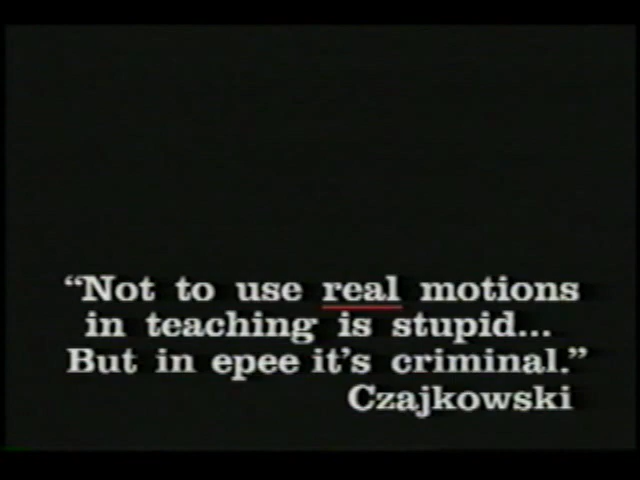 “Not to use real motions
in teaching is stupid...
But in epee it's criminal.”
Czajkowski